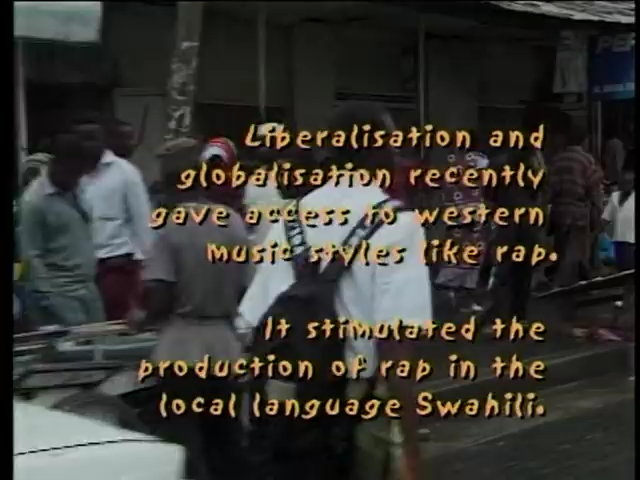 Liberalisation and
globalisation recently
gave access to western
music styles like rap.
It stimulated the
production of rap in the
local language Swahili.